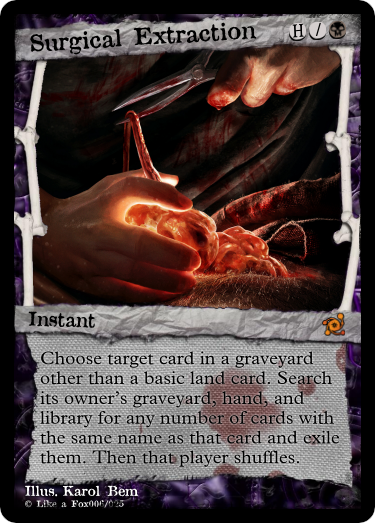 Surgical Extraction H/
Instant
Choose target card in a graveyard
other than a basic land card. Search
its owner's graveyard, hand, and
library for any number of cards with
the same name as that card and exile
them. Then that player shuffles.
Illus. Karol Bem
© Like a Fox